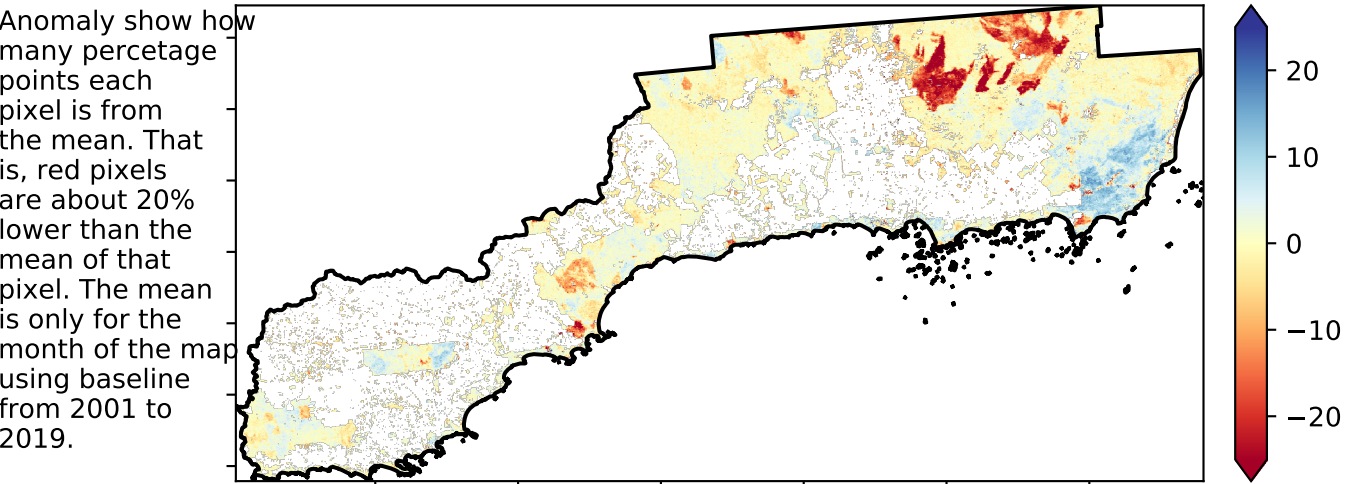 Anomaly show how
many percetage
points each
pixel is from
the mean. That
is, red pixels
are about 20%
lower than the
mean of that
pixel. The mean
is only for the
month of the map
using baseline
from 2001 to
2019.
20
10
0
−10
−20